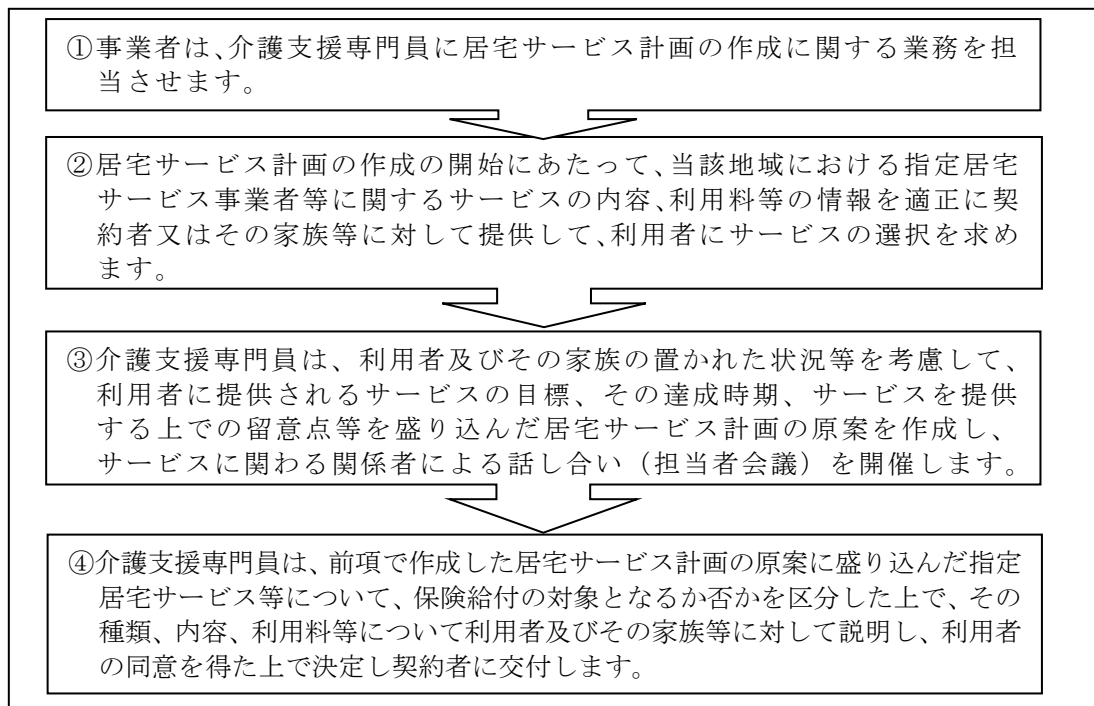 ①事業者は、介護支援専門員に居宅サービス計画の作成に関する業務を担
当させます。
②居宅サービス計画の作成の開始にあたって、当該地域における指定居宅
サービス事業者等に関するサービスの内容、利用料等の情報を適正に契
約者又はその家族等に対して提供して、利用者にサービスの選択を求め
ます。
③介護支援専門員は、利用者及びその家族の置かれた状況等を考慮して、
利用者に提供されるサービスの目標、その達成時期、サービスを提供
する上での留意点等を盛り込んだ居宅サービス計画の原案を作成し、
サービスに関わる関係者による話し合い（担当者会議）を開催します。
④介護支援専門員は、前項で作成した居宅サービス計画の原案に盛り込んだ指定
居宅サービス等について、保険給付の対象となるか否かを区分した上で、その
種類、内容、利用料等について利用者及びその家族等に対して説明し、利用者
の同意を得た上で決定し契約者に交付します。